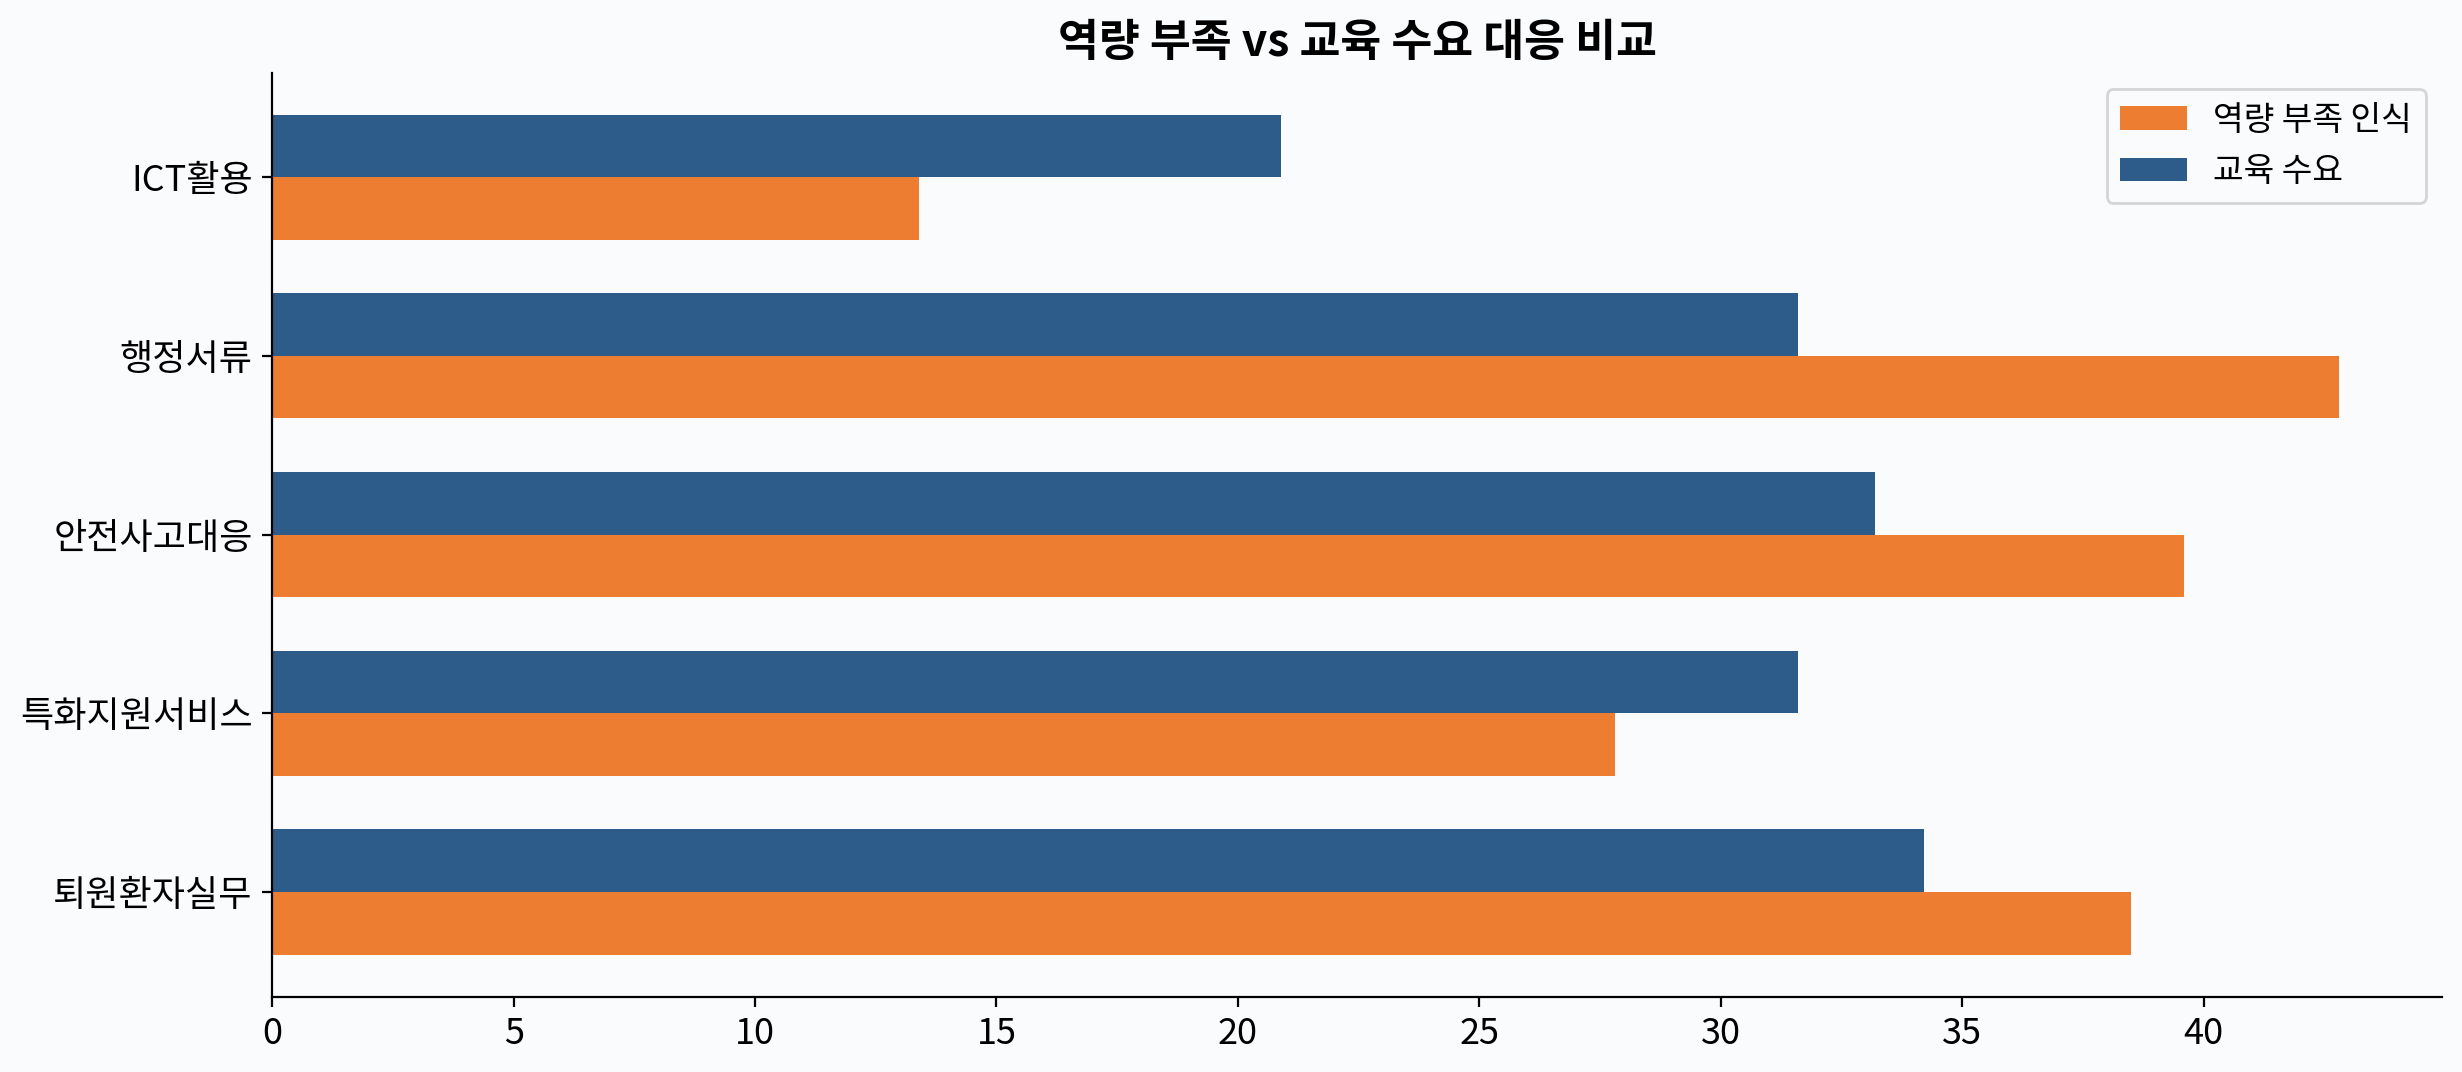 역량 부족 vs 교육 수요 대응 비교
역량 부족 인식
교육 수요
ICT활용
행정서류
안전사고대응
특화지원서비스
퇴원환자실무
0 5 10 15 20 25 30 35 40